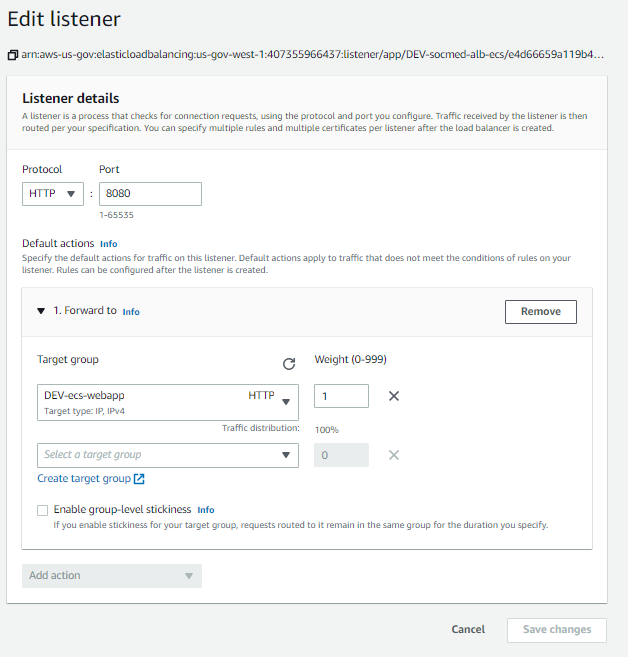 Edit listener
arn:aws-us-gov:elasticloadbalancing:us-gov-west-1:407355966437:listener/app/DEV-socmed-alb-ecs/e4d66659a119b4...
Listener details
A listener is a process that checks for connection requests, using the protocol and port you configure. Traffic received by the listener is then
routed per your specification. You can specify multiple rules and multiple certificates per listener after the load balancer is created.
Protocol Port
HTTP : 8080
1-65535
Default actions Info
Specify the default actions for traffic on this listener. Default actions apply to traffic that does not meet the conditions of rules on your
listener. Rules can be configured after the listener is created.
1. Forward to Info Remove
Target group Weight (0-999)
DEV-ecs-webapp HTTP 1
Target type: IP, IPv4
Traffic distribution: 100%
Select a target group 0
Create target group
Enable group-level stickiness Info
If you enable stickiness for your target group, requests routed to it remain in the same group for the duration you specify.
Add action
Cancel Save changes